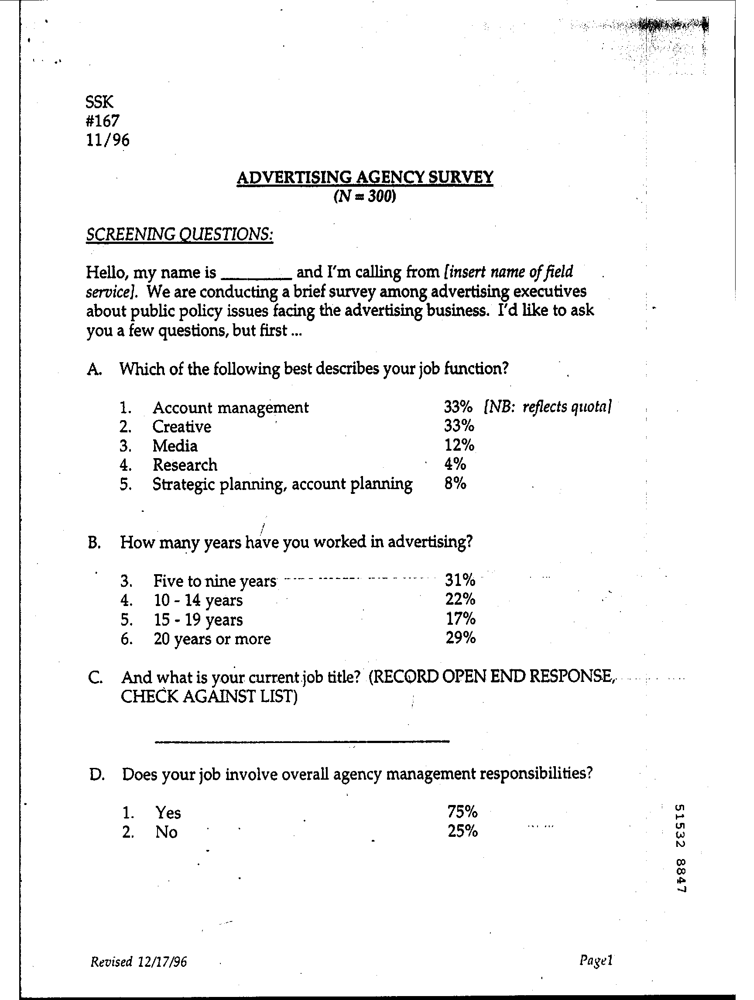 SSK
#167
11/96
ADVERTISING AGENCY SURVEY
(N = 300)
SCREENING QUESTIONS:
Hello, my name is ________ and I'm calling from [insert name of field
service]. We are conducting a brief survey among advertising executives
about public policy issues facing the advertising business. I'd like to ask
you a few questions, but first ...
A. Which of the following best describes your job function?
1. Account management 33% [NB: reflects quota]
2. Creative 33%
3. Media 12%
4. Research 4%
5. Strategic planning, account planning 8%
B. How many years have you worked in advertising?
3. Five to nine years 31%
4. 10 - 14 years 22%
5. 15 - 19 years 17%
6. 20 years or more 29%
C. And what is your current job title? (RECORD OPEN END RESPONSE,
CHECK AGAINST LIST)
D. Does your job involve overall agency management responsibilities?
1. Yes 75%
2. No 25%
51532 8847
Revised 12/17/96 Page1